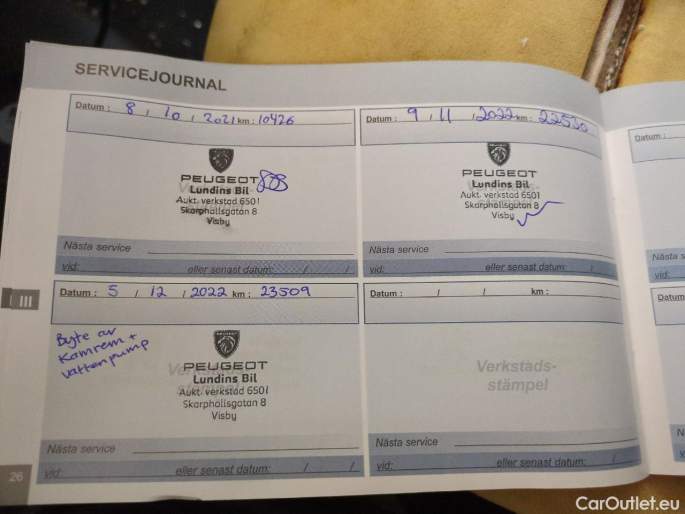 SERVICEJOURNAL
Datum : 8 / 10 / 2021 km : 10426
PEUGEOT
Lundins Bil
Aukt. verkstad 6501
Skarphällsgatan 8
Visby
Nästa service
vid: eller senast datum: / /
Datum : 9 / 11 / 2022 km : 22530
PEUGEOT
Lundins Bil
Aukt. verkstad 6501
Skarphällsgatan 8
Visby
Nästa service
vid: eller senast datum: /
Datum : 5 / 12 / 2022 km : 23509
Byte av
Kamrem +
Vattenpump
PEUGEOT
Lundins Bil
Aukt. verkstad 6501
Skarphällsgatan 8
Visby
Nästa service
vid: eller senast datum: / /
Datum : / / km :
Verkstads-
stämpel
Nästa service
vid: eller senast datum: /
Datum :
Nästa s
vid:
Datum
N
III
26
CarOutlet.eu